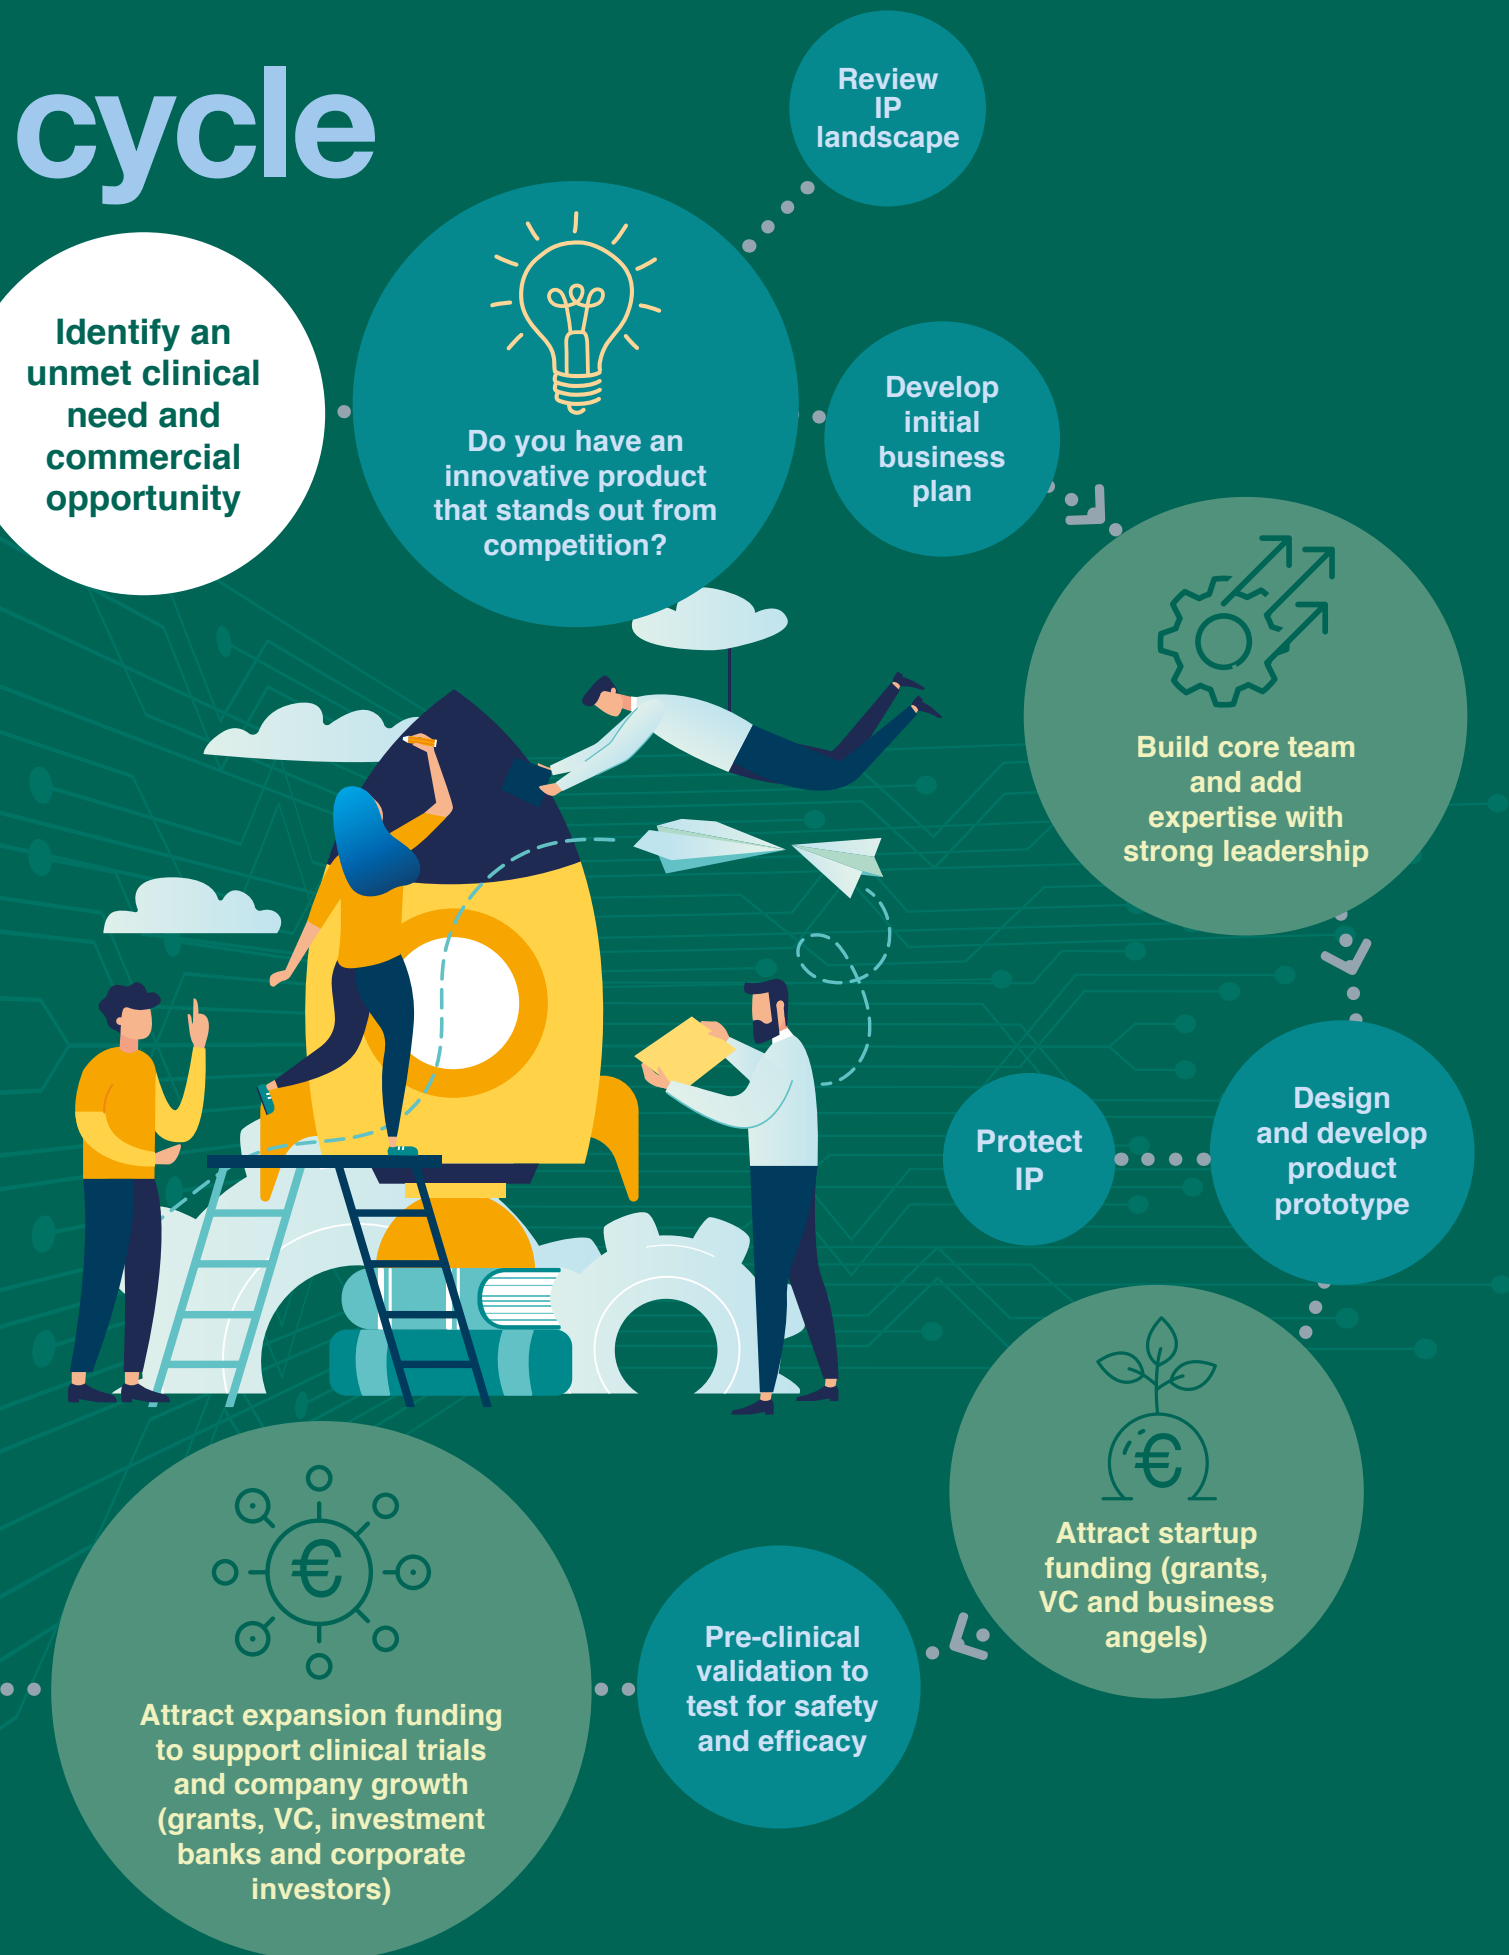 cycle
Review
IP
landscape
Identify an
unmet clinical
need and
commercial
opportunity
Do you have an
innovative product
that stands out from
competition?
Develop
initial
business
plan
Build core team
and add
expertise with
strong leadership
Design
and develop
product
prototype
Protect
IP
€
Attract startup
funding (grants,
VC and business
angels)
Pre-clinical
validation to
test for safety
and efficacy
€
Attract expansion funding
to support clinical trials
and company growth
(grants, VC, investment
banks and corporate
investors)